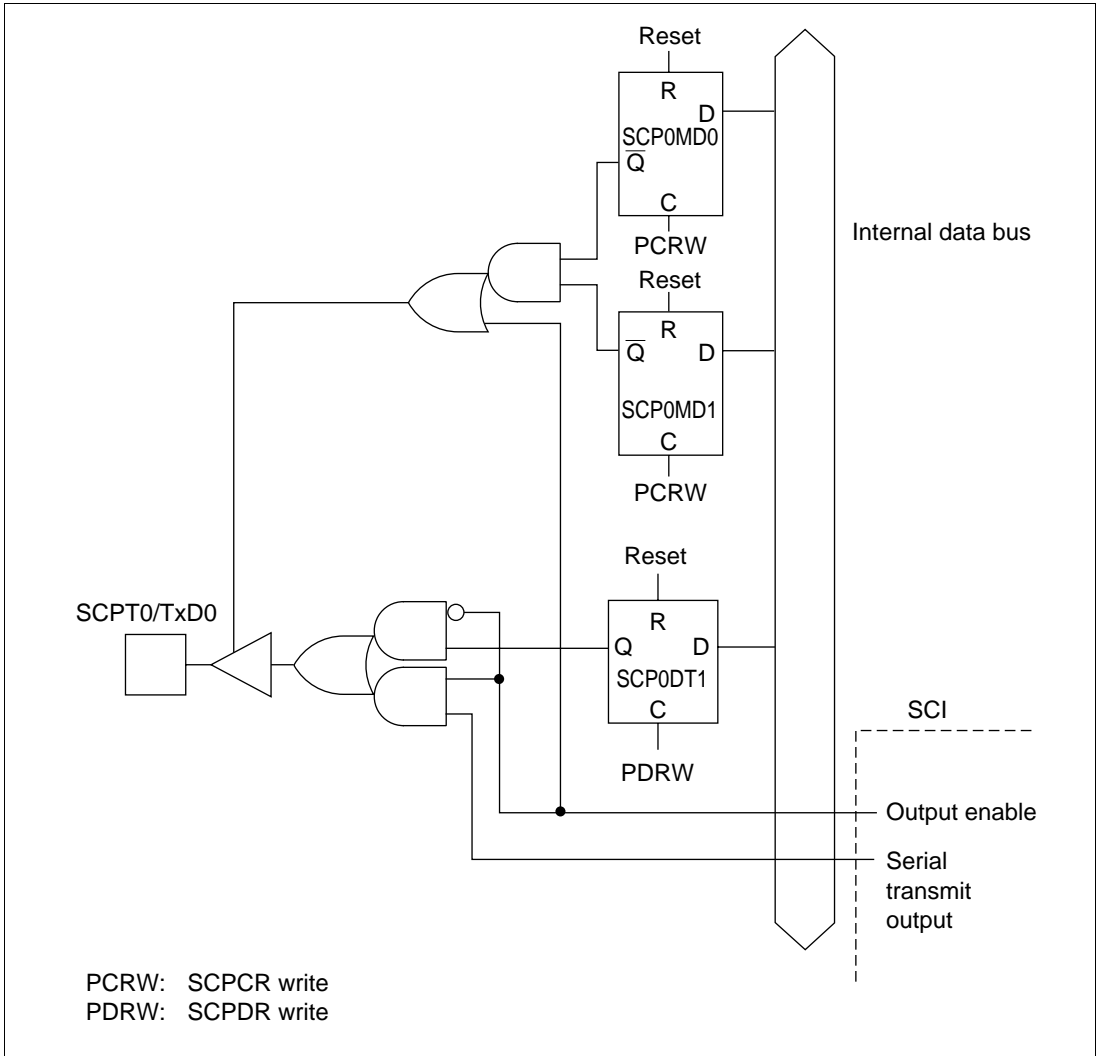 Reset
R
D
SCP0MD0
Q̅
C
PCRW
Internal data bus
Reset
R
Q̅ D
SCP0MD1
C
PCRW
Reset
SCPT0/TxD0
R
Q D
SCP0DT1
C
SCI
PDRW
Output enable
Serial
transmit
output
PCRW: SCPCR write
PDRW: SCPDR write